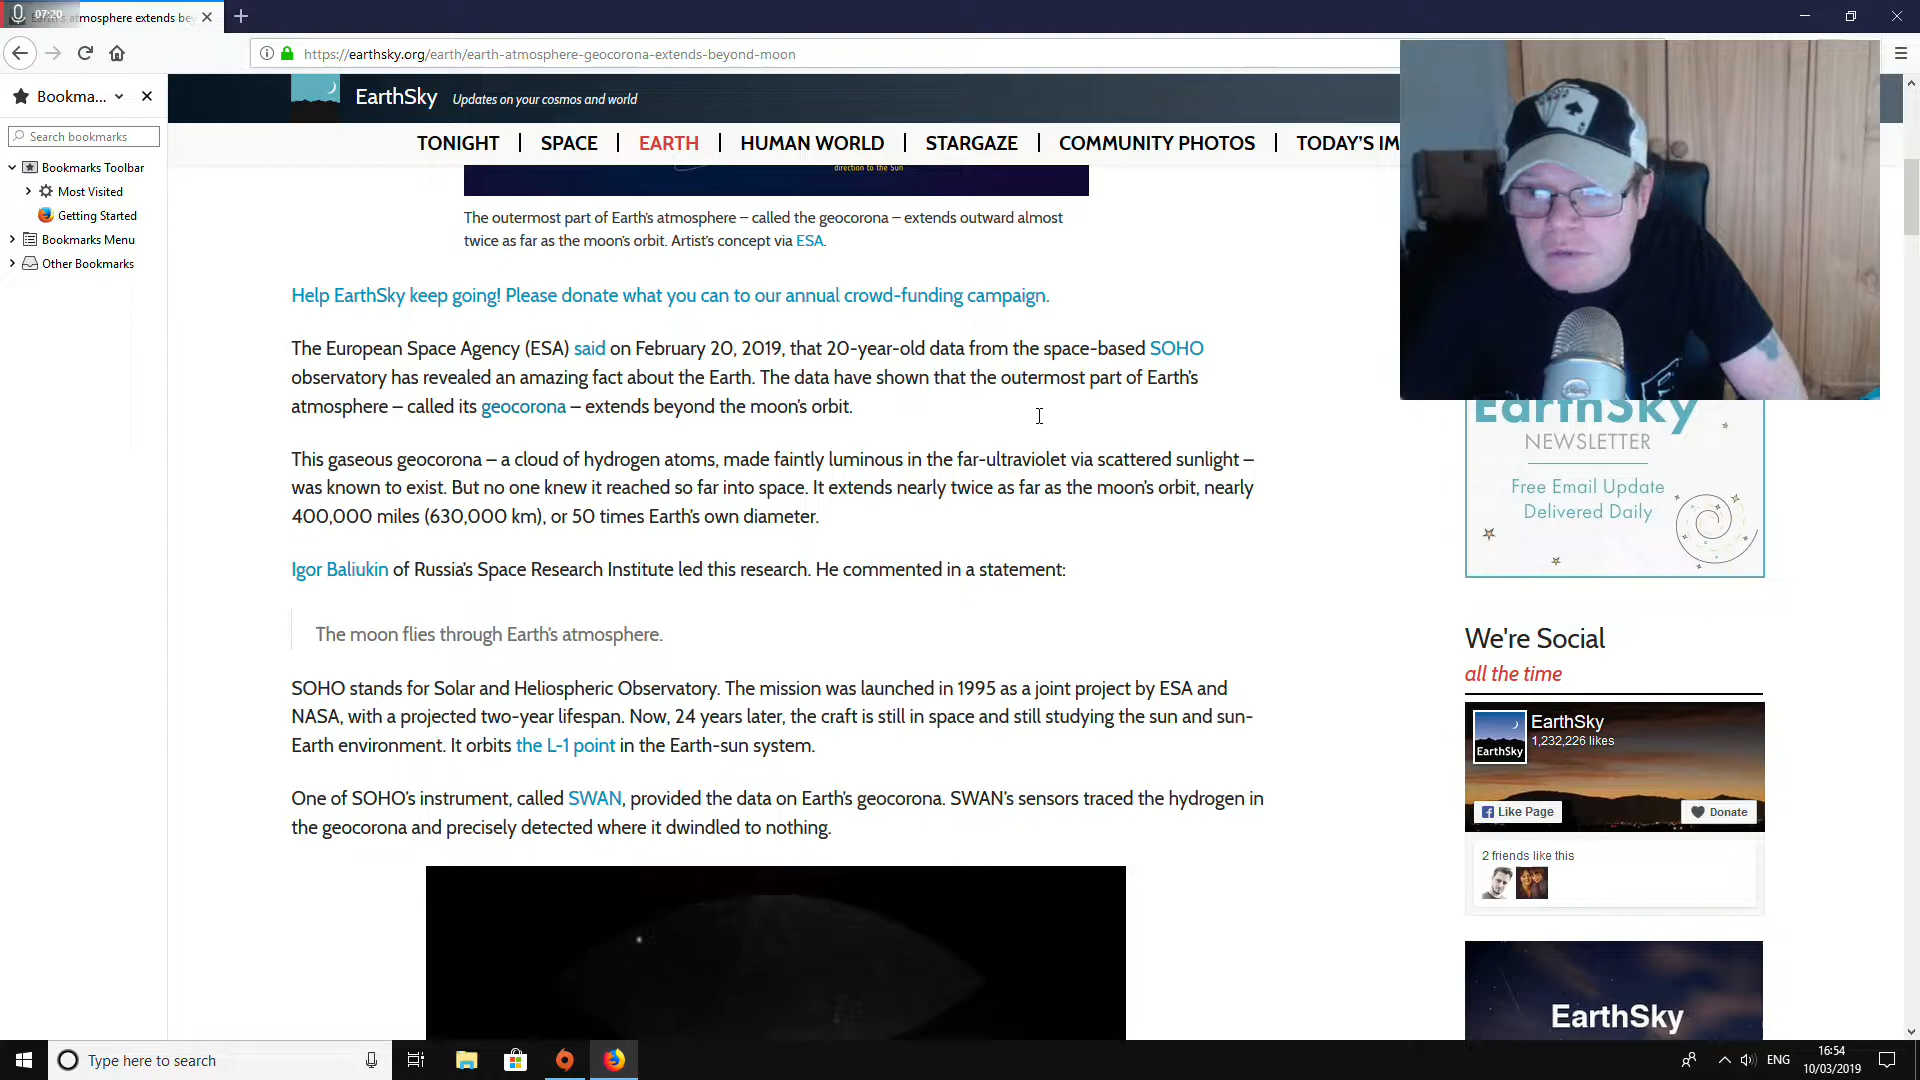 07:20
mosphere extends bey
https://earthsky.org/earth/earth-atmosphere-geocorona-extends-beyond-moon
Bookma...
Search bookmarks
Bookmarks Toolbar
Most Visited
Getting Started
Bookmarks Menu
Other Bookmarks
EarthSky Updates on your cosmos and world
TONIGHT | SPACE | EARTH | HUMAN WORLD | STARGAZE | COMMUNITY PHOTOS | TODAY'S IM
direction to the Sun
The outermost part of Earth's atmosphere – called the geocorona – extends outward almost
twice as far as the moon's orbit. Artist's concept via ESA.
Help EarthSky keep going! Please donate what you can to our annual crowd-funding campaign.
The European Space Agency (ESA) said on February 20, 2019, that 20-year-old data from the space-based SOHO
observatory has revealed an amazing fact about the Earth. The data have shown that the outermost part of Earth's
atmosphere – called its geocorona – extends beyond the moon's orbit.
This gaseous geocorona – a cloud of hydrogen atoms, made faintly luminous in the far-ultraviolet via scattered sunlight –
was known to exist. But no one knew it reached so far into space. It extends nearly twice as far as the moon's orbit, nearly
400,000 miles (630,000 km), or 50 times Earth's own diameter.
Igor Baliukin of Russia's Space Research Institute led this research. He commented in a statement:
The moon flies through Earth's atmosphere.
SOHO stands for Solar and Heliospheric Observatory. The mission was launched in 1995 as a joint project by ESA and
NASA, with a projected two-year lifespan. Now, 24 years later, the craft is still in space and still studying the sun and sun-
Earth environment. It orbits the L-1 point in the Earth-sun system.
One of SOHO's instrument, called SWAN, provided the data on Earth's geocorona. SWAN's sensors traced the hydrogen in
the geocorona and precisely detected where it dwindled to nothing.
EarthSky
NEWSLETTER
Free Email Update
Delivered Daily
We're Social
all the time
EarthSky
1,232,226 likes
EarthSky
Like Page
Donate
2 friends like this
EarthSky
Type here to search
ENG
16:54
10/03/2019